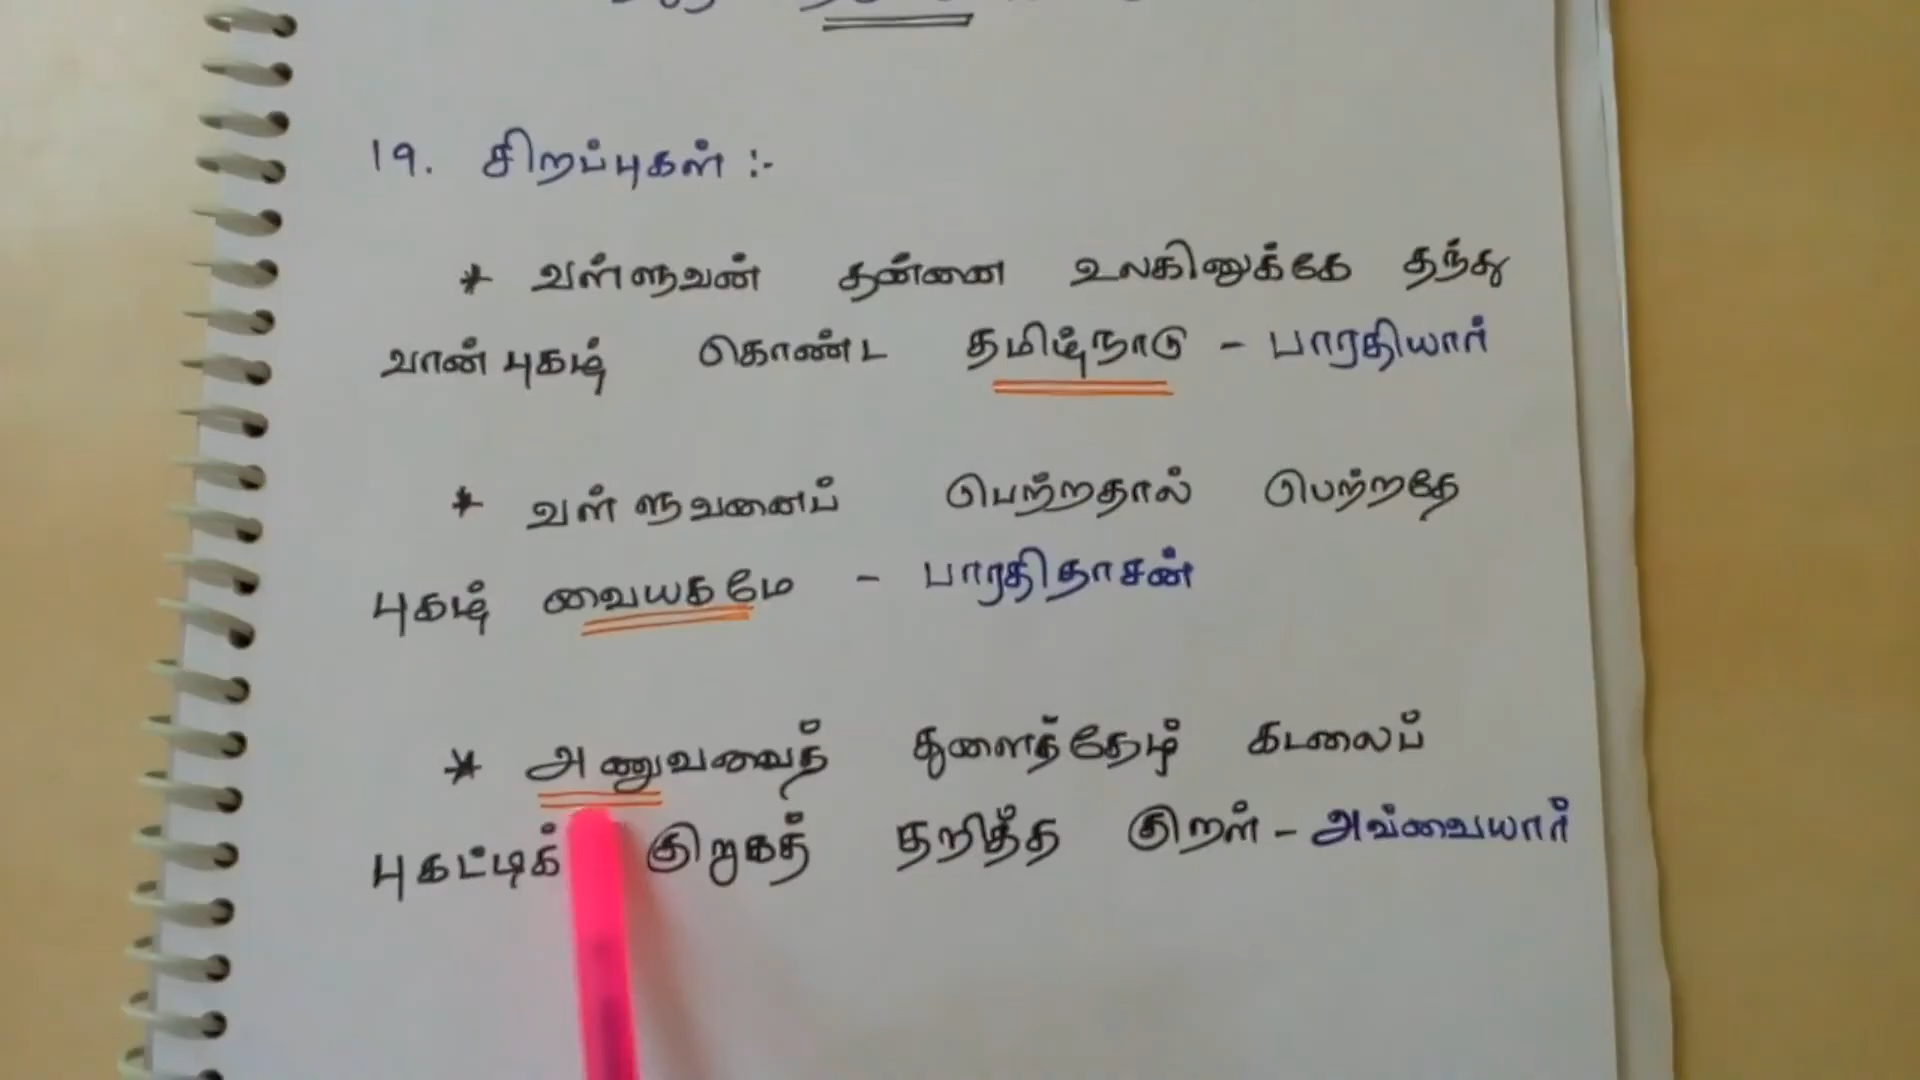 19. சிறப்புகள் :-
* வள்ளுவன் தன்னை உலகினுக்கே தந்து
வான் புகழ் கொண்ட தமிழ்நாடு - பாரதியார்
* வள்ளுவனைப் பெற்றதால் பெற்றதே
புகழ் வையகமே - பாரதிதாசன்
* அணுவவைத் துளைத்தேழ் கடலைப்
புகட்டிக் குறுகத் தறித்த குறள் - அவ்வையார்